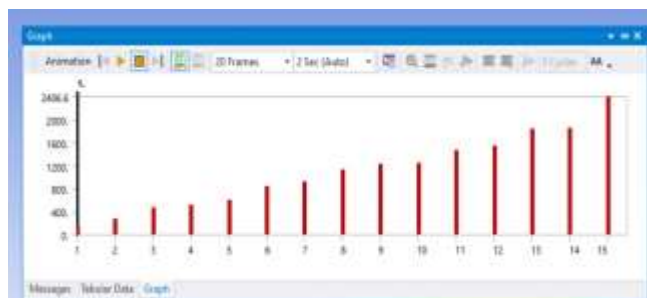 Graph
Animation 20 Frames 2 Sec (Auto)
2406.6
2000.
1600.
1200.
800.
400.
0.
1 2 3 4 5 6 7 8 9 10 11 12 13 14 15
Messages Tabular Data Graph